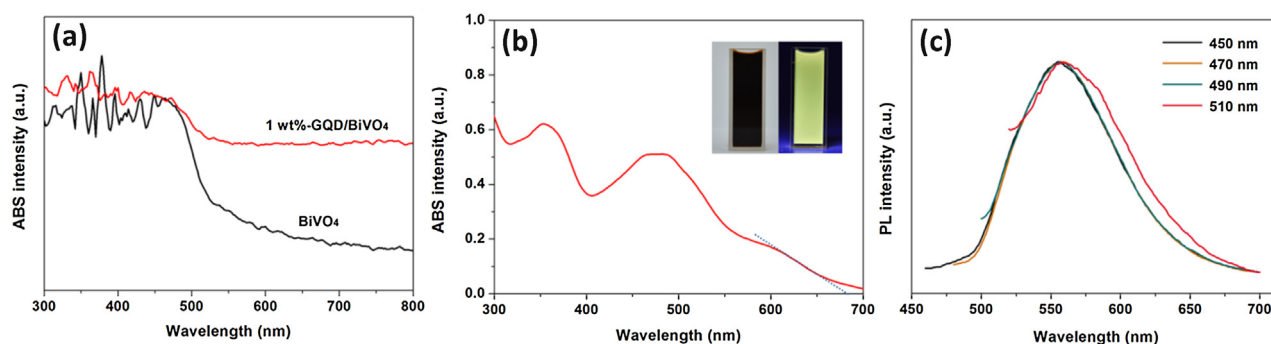 (a)
ABS intensity (a.u.)
1 wt%-GQD/BiVO₄
BiVO₄
300 400 500 600 700 800
Wavelength (nm)
(b)
ABS intensity (a.u.)
1.0
0.8
0.6
0.4
0.2
0.0
300 400 500 600 700
Wavelength (nm)
(c)
PL intensity (a.u.)
450 nm
470 nm
490 nm
510 nm
450 500 550 600 650 700
Wavelength (nm)